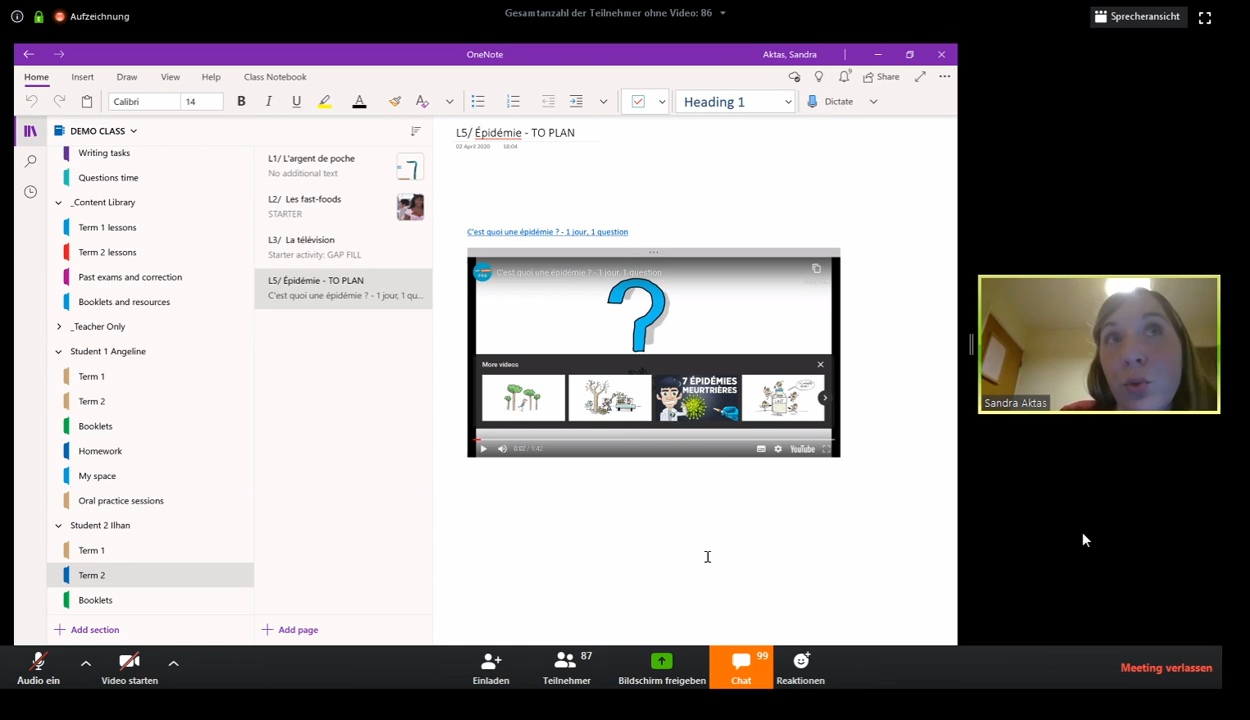 Aufzeichnung
Gesamtanzahl der Teilnehmer ohne Video: 86
Sprecheransicht
OneNote
Aktas, Sandra
Home
Insert
Draw
View
Help
Class Notebook
Share
Calibri
14
B
I
U
A
A
Heading 1
Dictate
DEMO CLASS
Writing tasks
Questions time
_Content Library
Term 1 lessons
Term 2 lessons
Past exams and correction
Booklets and resources
_Teacher Only
Student 1 Angeline
Term 1
Term 2
Booklets
Homework
My space
Oral practice sessions
Student 2 Ilhan
Term 1
Term 2
Booklets
Add section
L1/ L'argent de poche
No additional text
L2/ Les fast-foods
STARTER
L3/ La télévision
Starter activity: GAP FILL
L5/ Épidémie - TO PLAN
C'est quoi une épidémie ? - 1 jour, 1 qu...
Add page
L5/ Épidémie - TO PLAN
02 April 2020 18:04
C'est quoi une épidémie ? - 1 jour, 1 question
C'est quoi une épidémie ? - 1 jour, 1 question
?
More videos
7 ÉPIDÉMIES
MEURTRIÈRES
0:02 / 1:42
YouTube
Sandra Aktas
Audio ein
Video starten
Einladen
87
Teilnehmer
Bildschirm freigeben
99
Chat
Reaktionen
Meeting verlassen